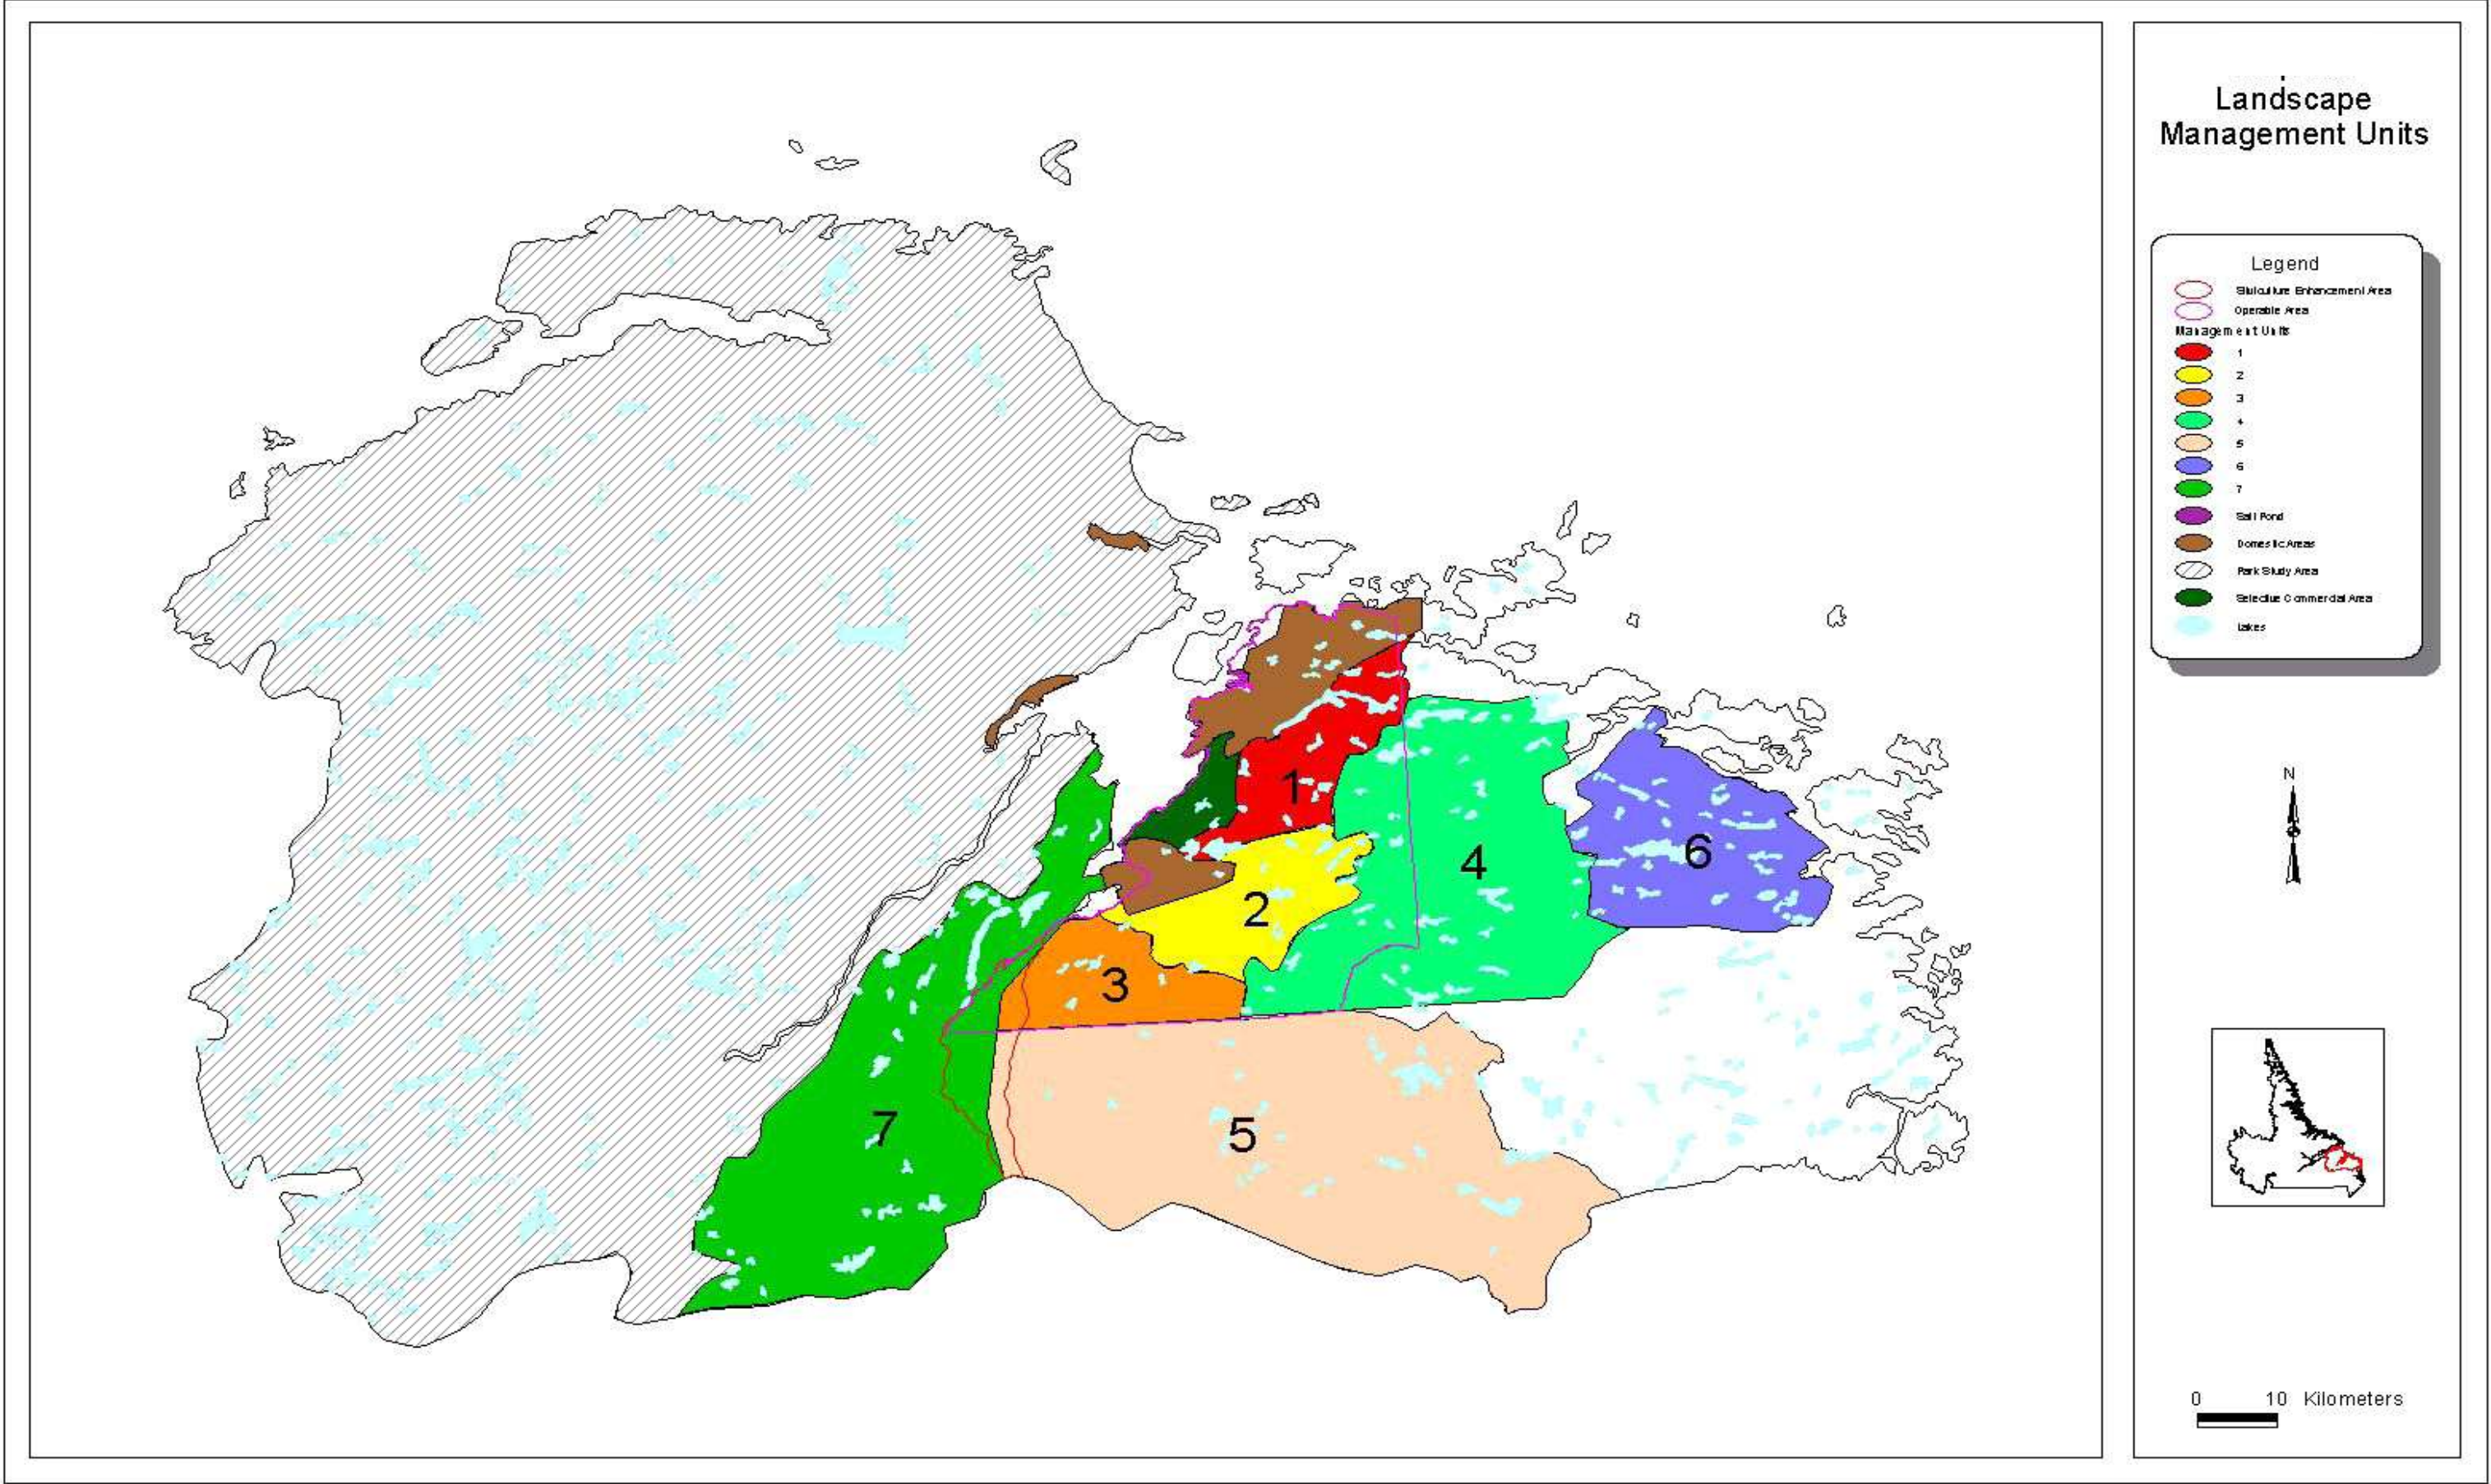 Landscape
Management Units
Legend
Silviculture Enhancement Area
Operable Area
Management Units
1
2
3
4
5
6
7
Salt Pond
Domestic Areas
Park Study Area
Selective Commercial Area
Lakes
1
4
6
2
3
7
5
N
0 10 Kilometers